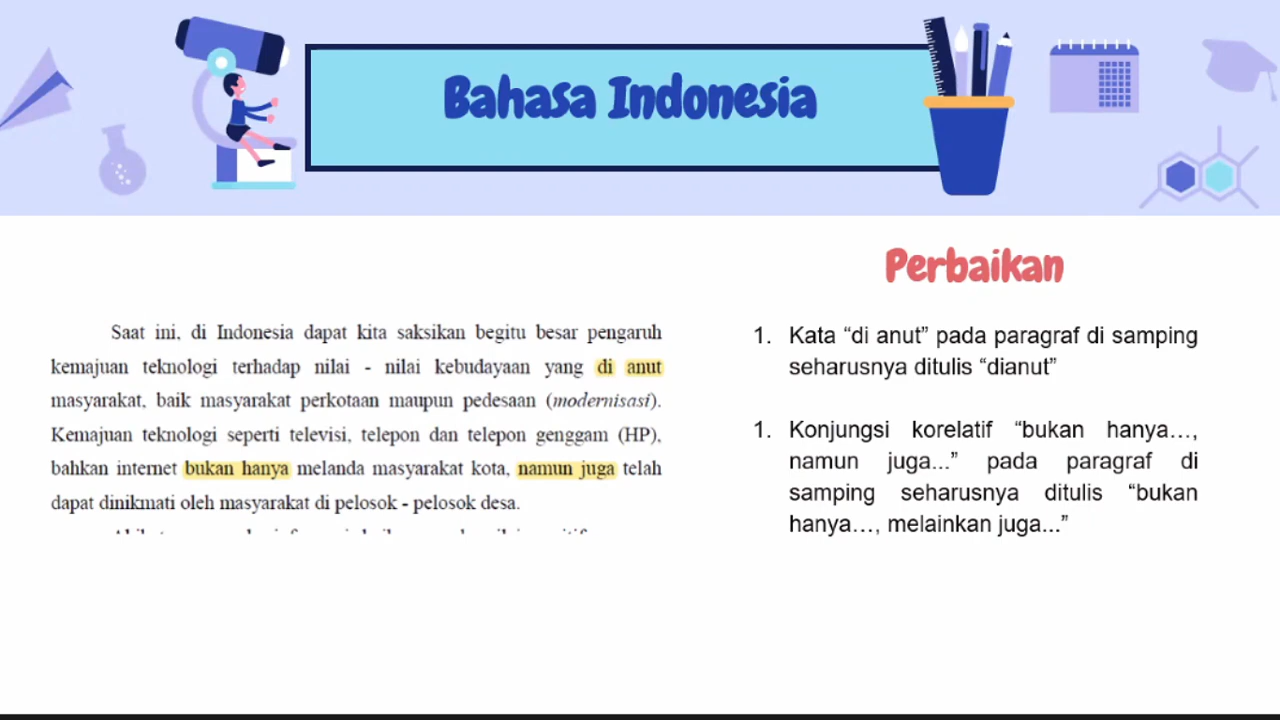 Bahasa Indonesia
Saat ini, di Indonesia dapat kita saksikan begitu besar pengaruh
kemajuan teknologi terhadap nilai - nilai kebudayaan yang di anut
masyarakat, baik masyarakat perkotaan maupun pedesaan (modernisasi).
Kemajuan teknologi seperti televisi, telepon dan telepon genggam (HP),
bahkan internet bukan hanya melanda masyarakat kota, namun juga telah
dapat dinikmati oleh masyarakat di pelosok - pelosok desa.
Perbaikan
1. Kata “di anut” pada paragraf di samping
seharusnya ditulis “dianut”
1. Konjungsi korelatif “bukan hanya…,
namun juga...” pada paragraf di
samping seharusnya ditulis “bukan
hanya…, melainkan juga...”